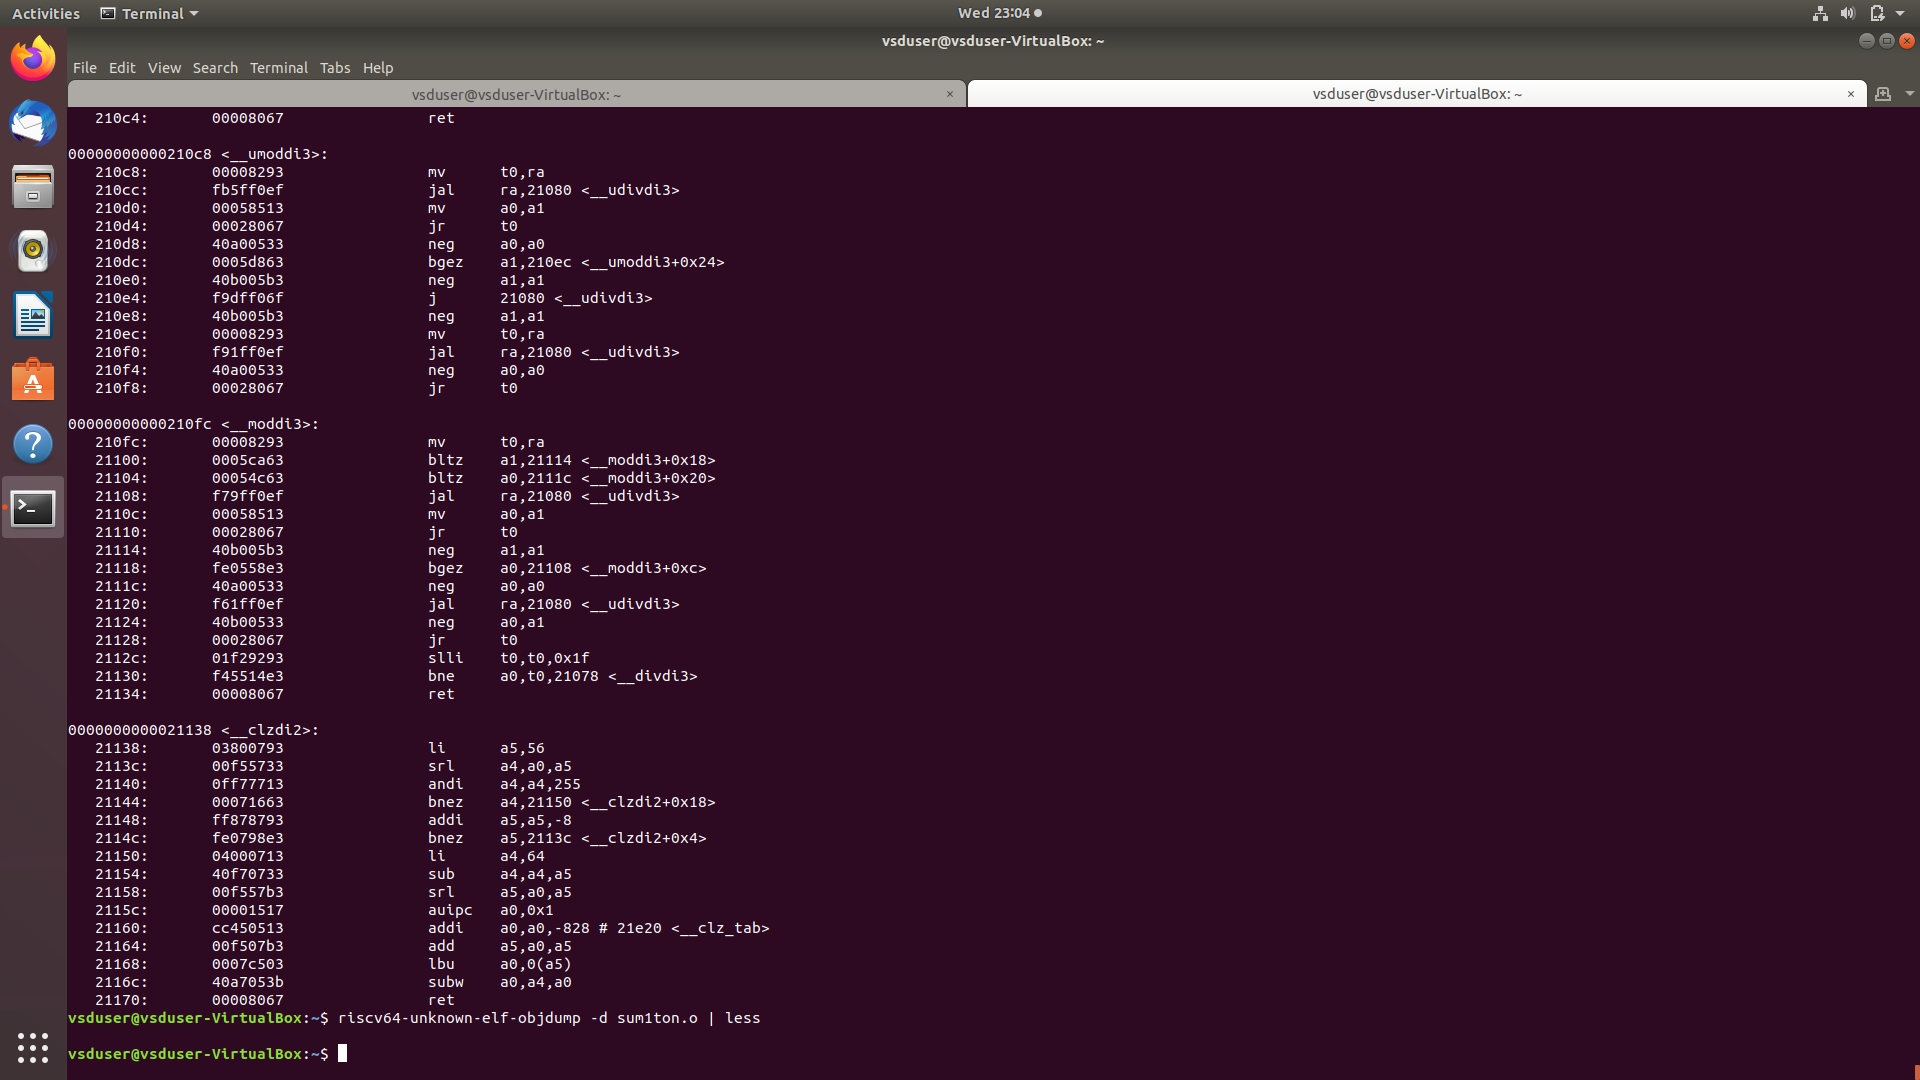 Activities Terminal Wed 23:04
vsduser@vsduser-VirtualBox: ~
File Edit View Search Terminal Tabs Help
vsduser@vsduser-VirtualBox: ~ × vsduser@vsduser-VirtualBox: ~ ×
210c4: 00008067 ret
00000000000210c8 <__umoddi3>:
210c8: 00008293 mv t0,ra
210cc: fb5ff0ef jal ra,21080 <__udivdi3>
210d0: 00058513 mv a0,a1
210d4: 00028067 jr t0
210d8: 40a00533 neg a0,a0
210dc: 0005d863 bgez a1,210ec <__umoddi3+0x24>
210e0: 40b005b3 neg a1,a1
210e4: f9dff06f j 21080 <__udivdi3>
210e8: 40b005b3 neg a1,a1
210ec: 00008293 mv t0,ra
210f0: f91ff0ef jal ra,21080 <__udivdi3>
210f4: 40a00533 neg a0,a0
210f8: 00028067 jr t0
00000000000210fc <__moddi3>:
210fc: 00008293 mv t0,ra
21100: 0005ca63 bltz a1,21114 <__moddi3+0x18>
21104: 00054c63 bltz a0,2111c <__moddi3+0x20>
21108: f79ff0ef jal ra,21080 <__udivdi3>
2110c: 00058513 mv a0,a1
21110: 00028067 jr t0
21114: 40b005b3 neg a1,a1
21118: fe0558e3 bgez a0,21108 <__moddi3+0xc>
2111c: 40a00533 neg a0,a0
21120: f61ff0ef jal ra,21080 <__udivdi3>
21124: 40b00533 neg a0,a1
21128: 00028067 jr t0
2112c: 01f29293 slli t0,t0,0x1f
21130: f45514e3 bne a0,t0,21078 <__divdi3>
21134: 00008067 ret
0000000000021138 <__clzdi2>:
21138: 03800793 li a5,56
2113c: 00f55733 srl a4,a0,a5
21140: 0ff77713 andi a4,a4,255
21144: 00071663 bnez a4,21150 <__clzdi2+0x18>
21148: ff878793 addi a5,a5,-8
2114c: fe0798e3 bnez a5,2113c <__clzdi2+0x4>
21150: 04000713 li a4,64
21154: 40f70733 sub a4,a4,a5
21158: 00f557b3 srl a5,a0,a5
2115c: 00001517 auipc a0,0x1
21160: cc450513 addi a0,a0,-828 # 21e20 <__clz_tab>
21164: 00f507b3 add a5,a0,a5
21168: 0007c503 lbu a0,0(a5)
2116c: 40a7053b subw a0,a4,a0
21170: 00008067 ret
vsduser@vsduser-VirtualBox:~$ riscv64-unknown-elf-objdump -d sum1ton.o | less
vsduser@vsduser-VirtualBox:~$